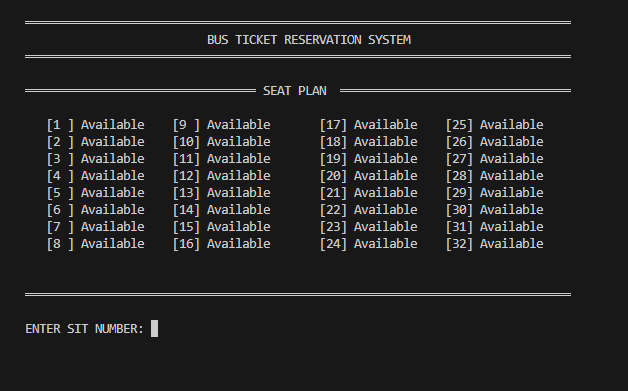 BUS TICKET RESERVATION SYSTEM
SEAT PLAN
[1 ] Available [9 ] Available [17] Available [25] Available
[2 ] Available [10] Available [18] Available [26] Available
[3 ] Available [11] Available [19] Available [27] Available
[4 ] Available [12] Available [20] Available [28] Available
[5 ] Available [13] Available [21] Available [29] Available
[6 ] Available [14] Available [22] Available [30] Available
[7 ] Available [15] Available [23] Available [31] Available
[8 ] Available [16] Available [24] Available [32] Available
ENTER SIT NUMBER: